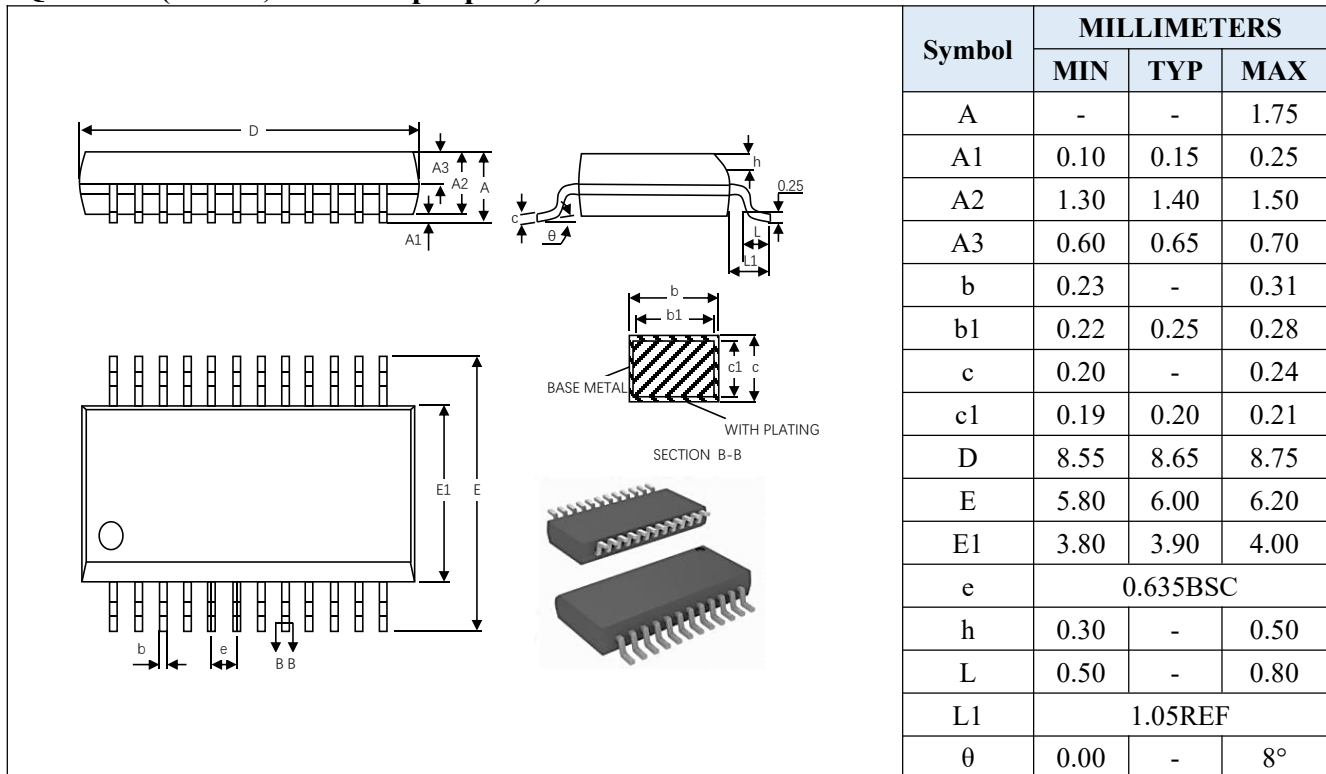 D
A3
A2
A
A1
h
0.25
c
θ
L
L1
b
b1
c1
c
BASE METAL
WITH PLATING
SECTION B-B
E1
E
b
e
B B
Symbol MILLIMETERS
MIN TYP MAX
A - - 1.75
A1 0.10 0.15 0.25
A2 1.30 1.40 1.50
A3 0.60 0.65 0.70
b 0.23 - 0.31
b1 0.22 0.25 0.28
c 0.20 - 0.24
c1 0.19 0.20 0.21
D 8.55 8.65 8.75
E 5.80 6.00 6.20
E1 3.80 3.90 4.00
e 0.635BSC
h 0.30 - 0.50
L 0.50 - 0.80
L1 1.05REF
θ 0.00 - 8°